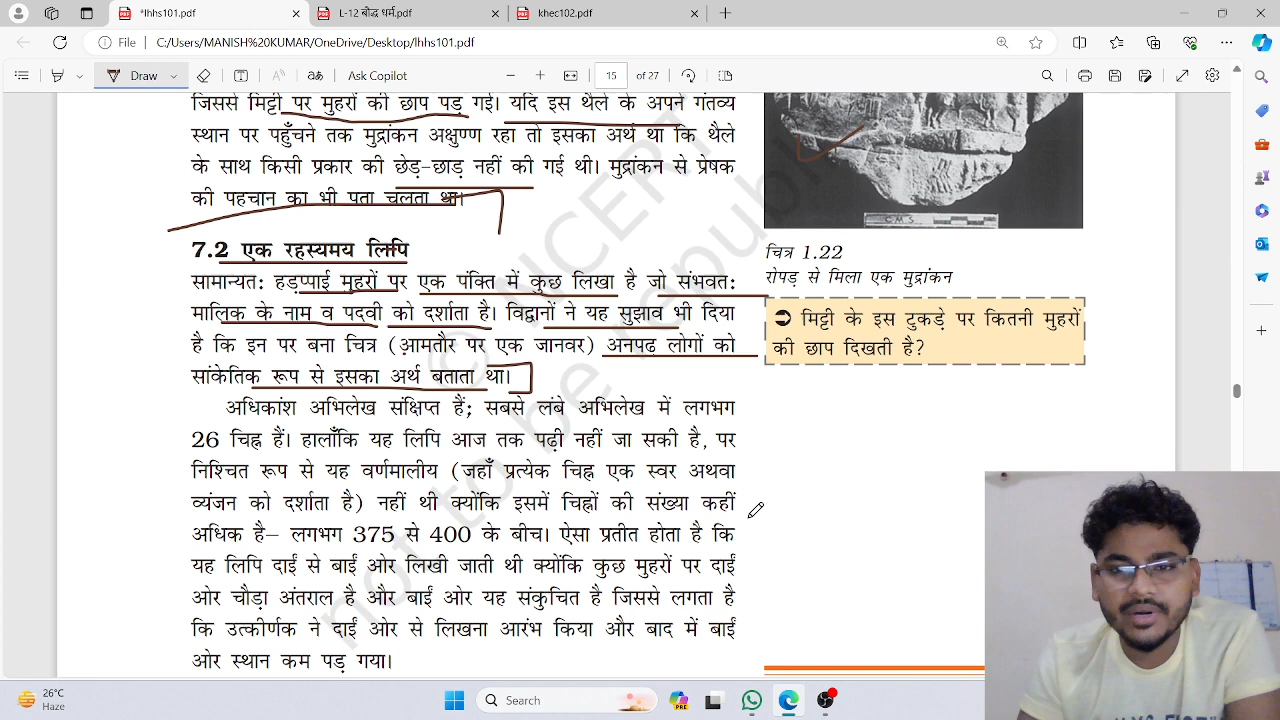 *lhhs101.pdf
L-12 बौद्ध धर्म.pdf
khec102.pdf
File
C:/Users/MANISH%20KUMAR/OneDrive/Desktop/lhhs101.pdf
Draw
Ask Copilot
15 of 27
जिससे मिट्टी पर मुहरों की छाप पड़ गई। यदि इस थैले के अपने गंतव्य
स्थान पर पहुँचने तक मुद्रांकन अक्षुण्ण रहा तो इसका अर्थ था कि थैले
के साथ किसी प्रकार की छेड़-छाड़ नहीं की गई थी। मुद्रांकन से प्रेषक
की पहचान का भी पता चलता था।
7.2 एक रहस्यमय लिपि
सामान्यत: हड़प्पाई मुहरों पर एक पंक्ति में कुछ लिखा है जो संभवत:
मालिक के नाम व पदवी को दर्शाता है। विद्वानों ने यह सुझाव भी दिया
है कि इन पर बना चित्र (आमतौर पर एक जानवर) अनपढ़ लोगों को
सांकेतिक रूप से इसका अर्थ बताता था।
अधिकांश अभिलेख संक्षिप्त हैं; सबसे लंबे अभिलेख में लगभग
26 चिह्न हैं। हालाँकि यह लिपि आज तक पढ़ी नहीं जा सकी है, पर
निश्चित रूप से यह वर्णमालीय (जहाँ प्रत्येक चिह्न एक स्वर अथवा
व्यंजन को दर्शाता है) नहीं थी क्योंकि इसमें चिह्नों की संख्या कहीं
अधिक है– लगभग 375 से 400 के बीच। ऐसा प्रतीत होता है कि
यह लिपि दाईं से बाईं ओर लिखी जाती थी क्योंकि कुछ मुहरों पर दाईं
ओर चौड़ा अंतराल है और बाईं ओर यह संकुचित है जिससे लगता है
कि उत्कीर्णक ने दाईं ओर से लिखना आरंभ किया और बाद में बाईं
ओर स्थान कम पड़ गया।
© NCERT
not to be republi
चित्र 1.22
रोपड़ से मिला एक मुद्रांकन
मिट्टी के इस टुकड़े पर कितनी मुहरों
की छाप दिखती है?
26°C
Haze
Search
PRE